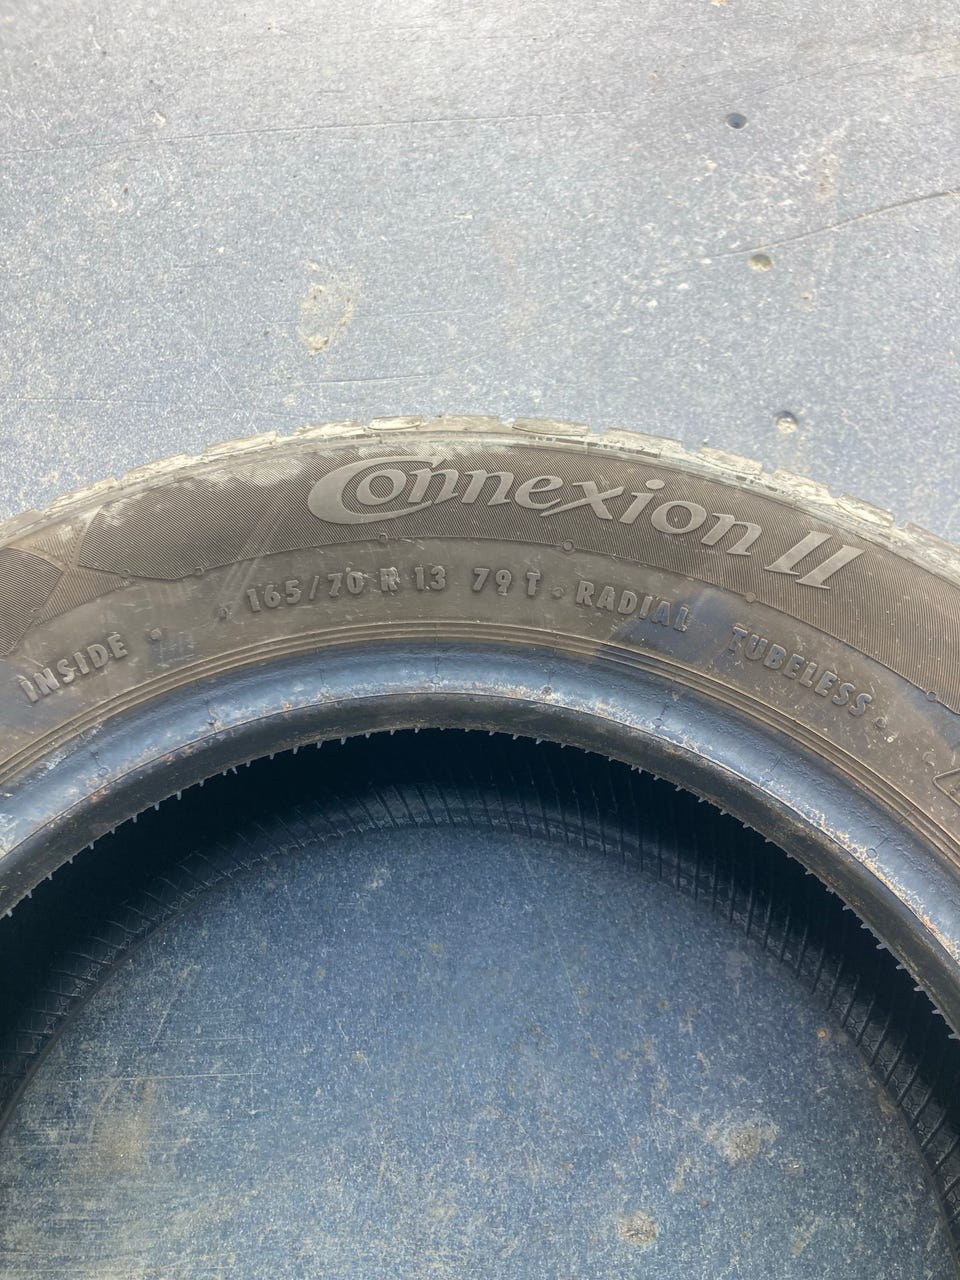 Connexion II
INSIDE 165/70 R 13 79 T RADIAL TUBELESS